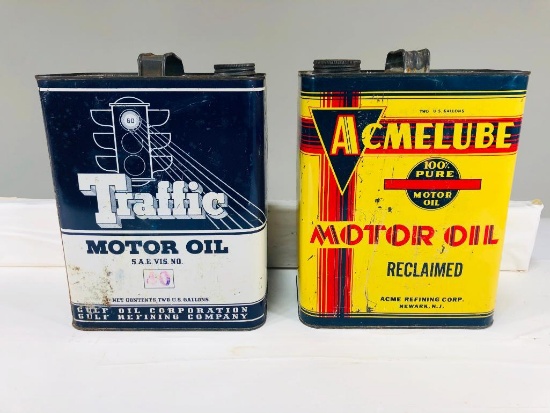 60
Traffic
MOTOR OIL
S.A.E. VIS. NO.
NET CONTENTS, TWO U.S. GALLONS
GULF OIL CORPORATION
GULF REFINING COMPANY
TWO U.S. GALLONS
ACMELUBE
100%
PURE
MOTOR
OIL
MOTOR OIL
RECLAIMED
ACME REFINING CORP.
NEWARK, N.J.